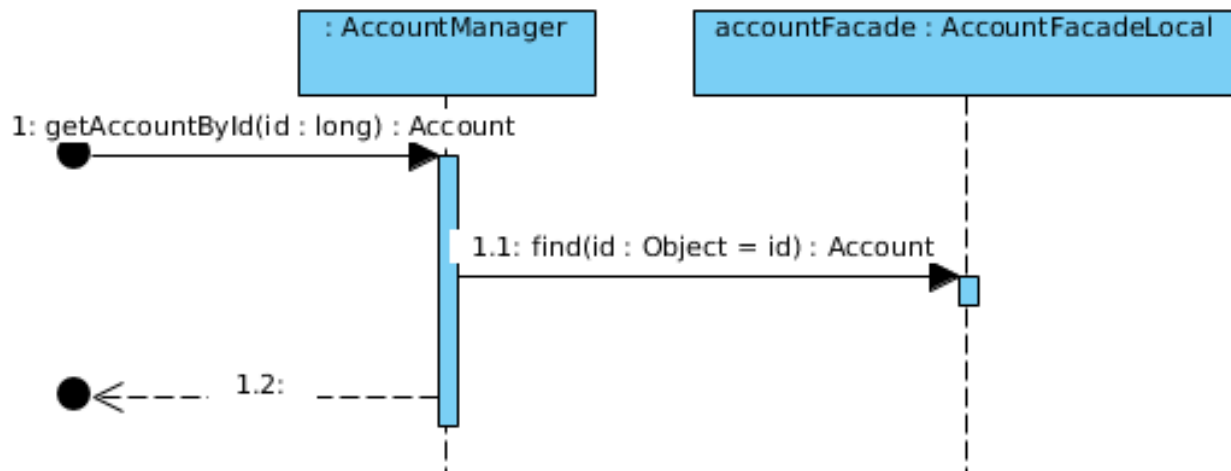 : AccountManager
accountFacade : AccountFacadeLocal
1: getAccountById(id : long) : Account
1.1: find(id : Object = id) : Account
1.2: